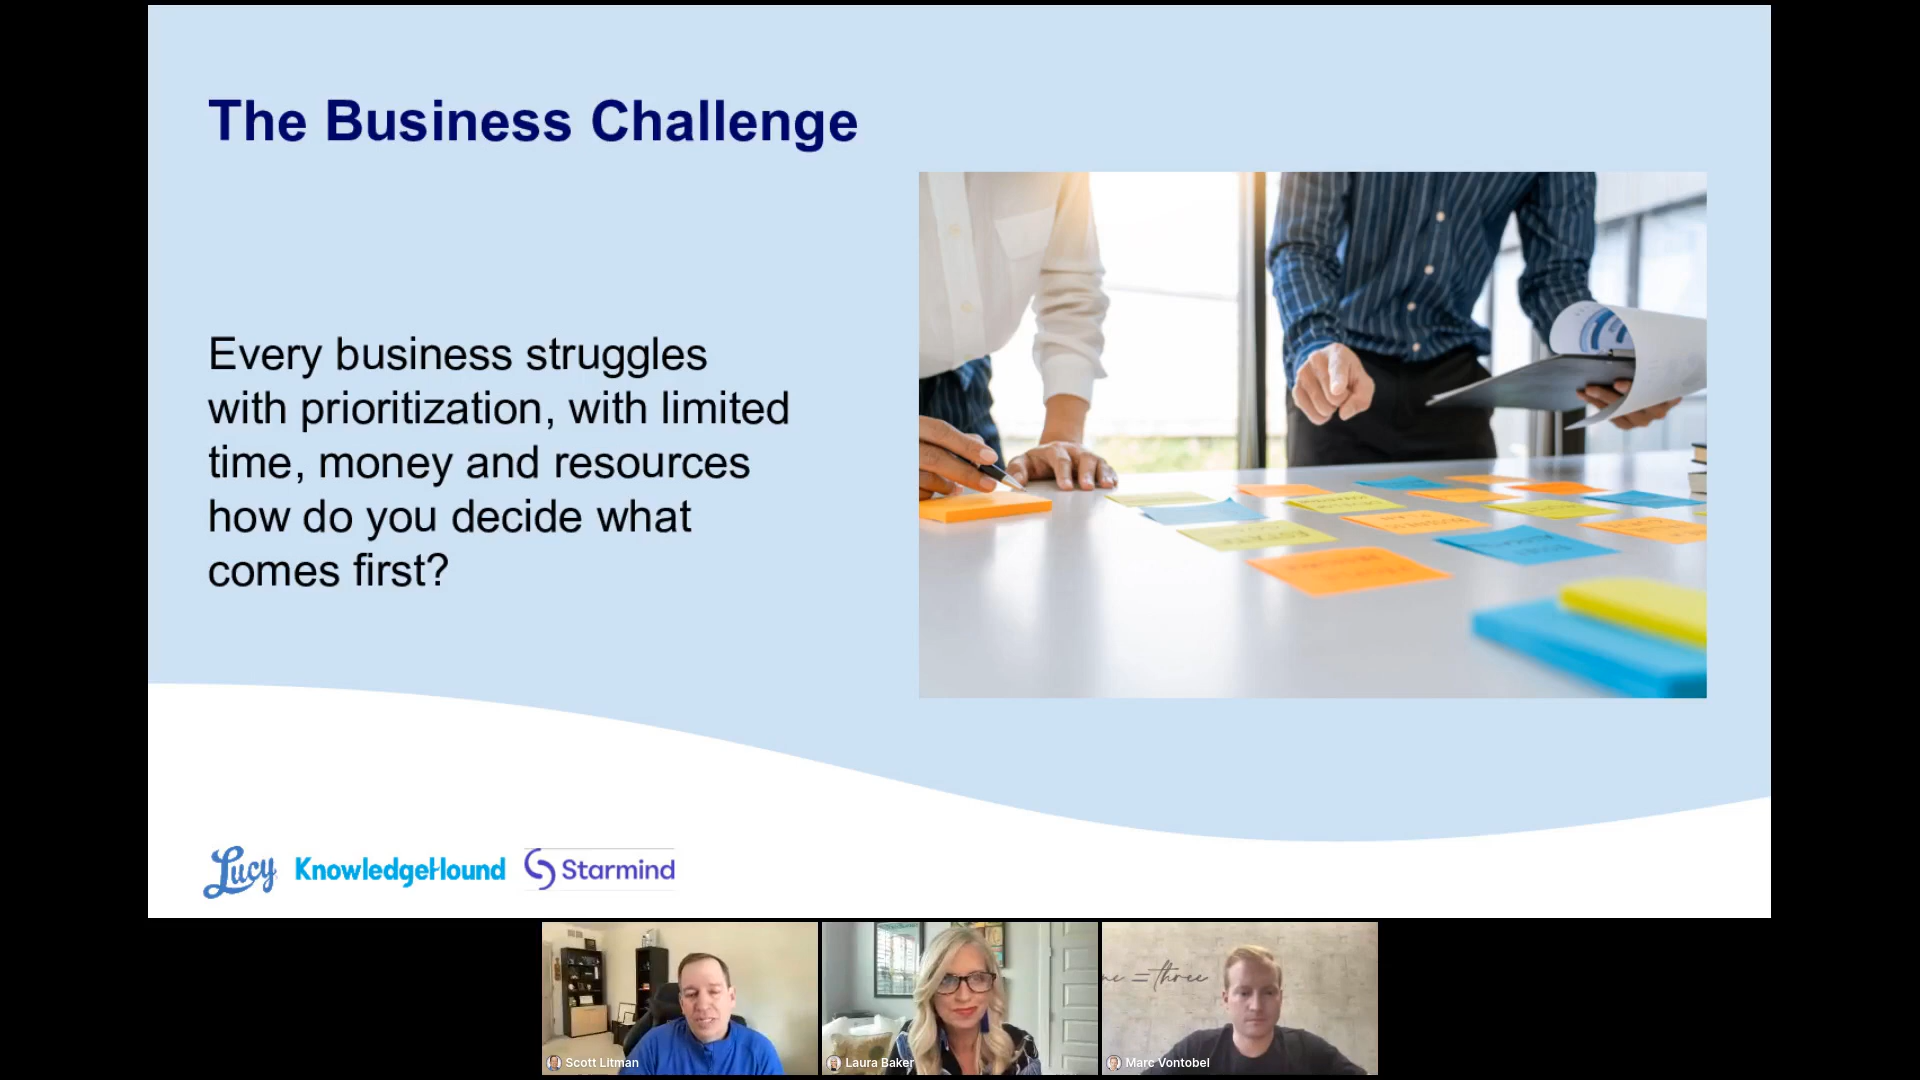 The Business Challenge
Every business struggles
with prioritization, with limited
time, money and resources
how do you decide what
comes first?
Lucy KnowledgeHound Starmind
=three
Scott Litman
Laura Baker
Marc Vontobel